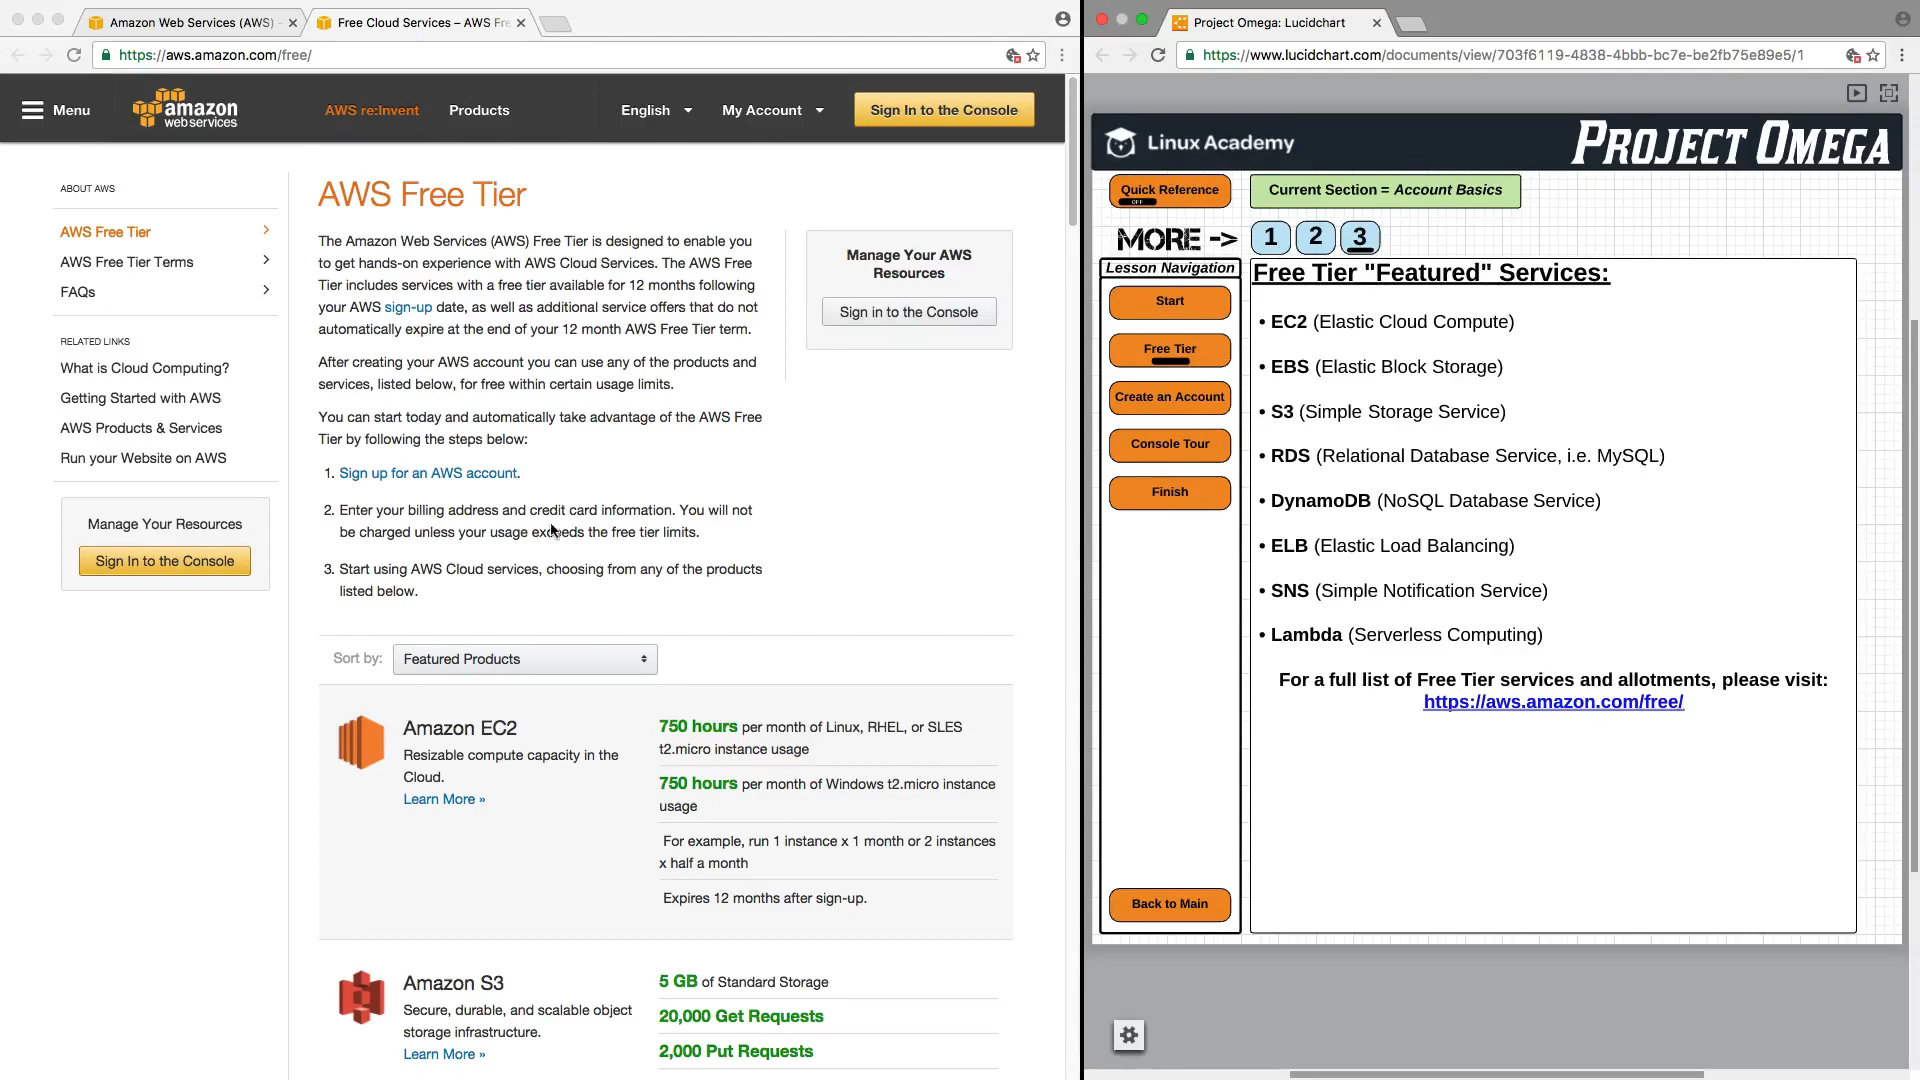 Amazon Web Services (AWS) -
Free Cloud Services – AWS Fre
https://aws.amazon.com/free/
Menu
amazon
web services
AWS re:Invent
Products
English
My Account
Sign In to the Console
ABOUT AWS
AWS Free Tier
AWS Free Tier Terms
FAQs
RELATED LINKS
What is Cloud Computing?
Getting Started with AWS
AWS Products & Services
Run your Website on AWS
Manage Your Resources
Sign In to the Console
AWS Free Tier
The Amazon Web Services (AWS) Free Tier is designed to enable you
to get hands-on experience with AWS Cloud Services. The AWS Free
Tier includes services with a free tier available for 12 months following
your AWS sign-up date, as well as additional service offers that do not
automatically expire at the end of your 12 month AWS Free Tier term.
After creating your AWS account you can use any of the products and
services, listed below, for free within certain usage limits.
You can start today and automatically take advantage of the AWS Free
Tier by following the steps below:
1. Sign up for an AWS account.
2. Enter your billing address and credit card information. You will not
be charged unless your usage exceeds the free tier limits.
3. Start using AWS Cloud services, choosing from any of the products
listed below.
Manage Your AWS
Resources
Sign in to the Console
Sort by:
Featured Products
Amazon EC2
Resizable compute capacity in the
Cloud.
Learn More »
750 hours per month of Linux, RHEL, or SLES
t2.micro instance usage
750 hours per month of Windows t2.micro instance
usage
For example, run 1 instance x 1 month or 2 instances
x half a month
Expires 12 months after sign-up.
Amazon S3
Secure, durable, and scalable object
storage infrastructure.
Learn More »
5 GB of Standard Storage
20,000 Get Requests
2,000 Put Requests
Project Omega: Lucidchart
https://www.lucidchart.com/documents/view/703f6119-4838-4bbb-bc7e-be2fb75e89e5/1
Linux Academy
PROJECT OMEGA
Quick Reference
OFF
Current Section = Account Basics
MORE ->
1
2
3
Lesson Navigation
Start
Free Tier
Create an Account
Console Tour
Finish
Back to Main
Free Tier "Featured" Services:
• EC2 (Elastic Cloud Compute)
• EBS (Elastic Block Storage)
• S3 (Simple Storage Service)
• RDS (Relational Database Service, i.e. MySQL)
• DynamoDB (NoSQL Database Service)
• ELB (Elastic Load Balancing)
• SNS (Simple Notification Service)
• Lambda (Serverless Computing)
For a full list of Free Tier services and allotments, please visit:
https://aws.amazon.com/free/